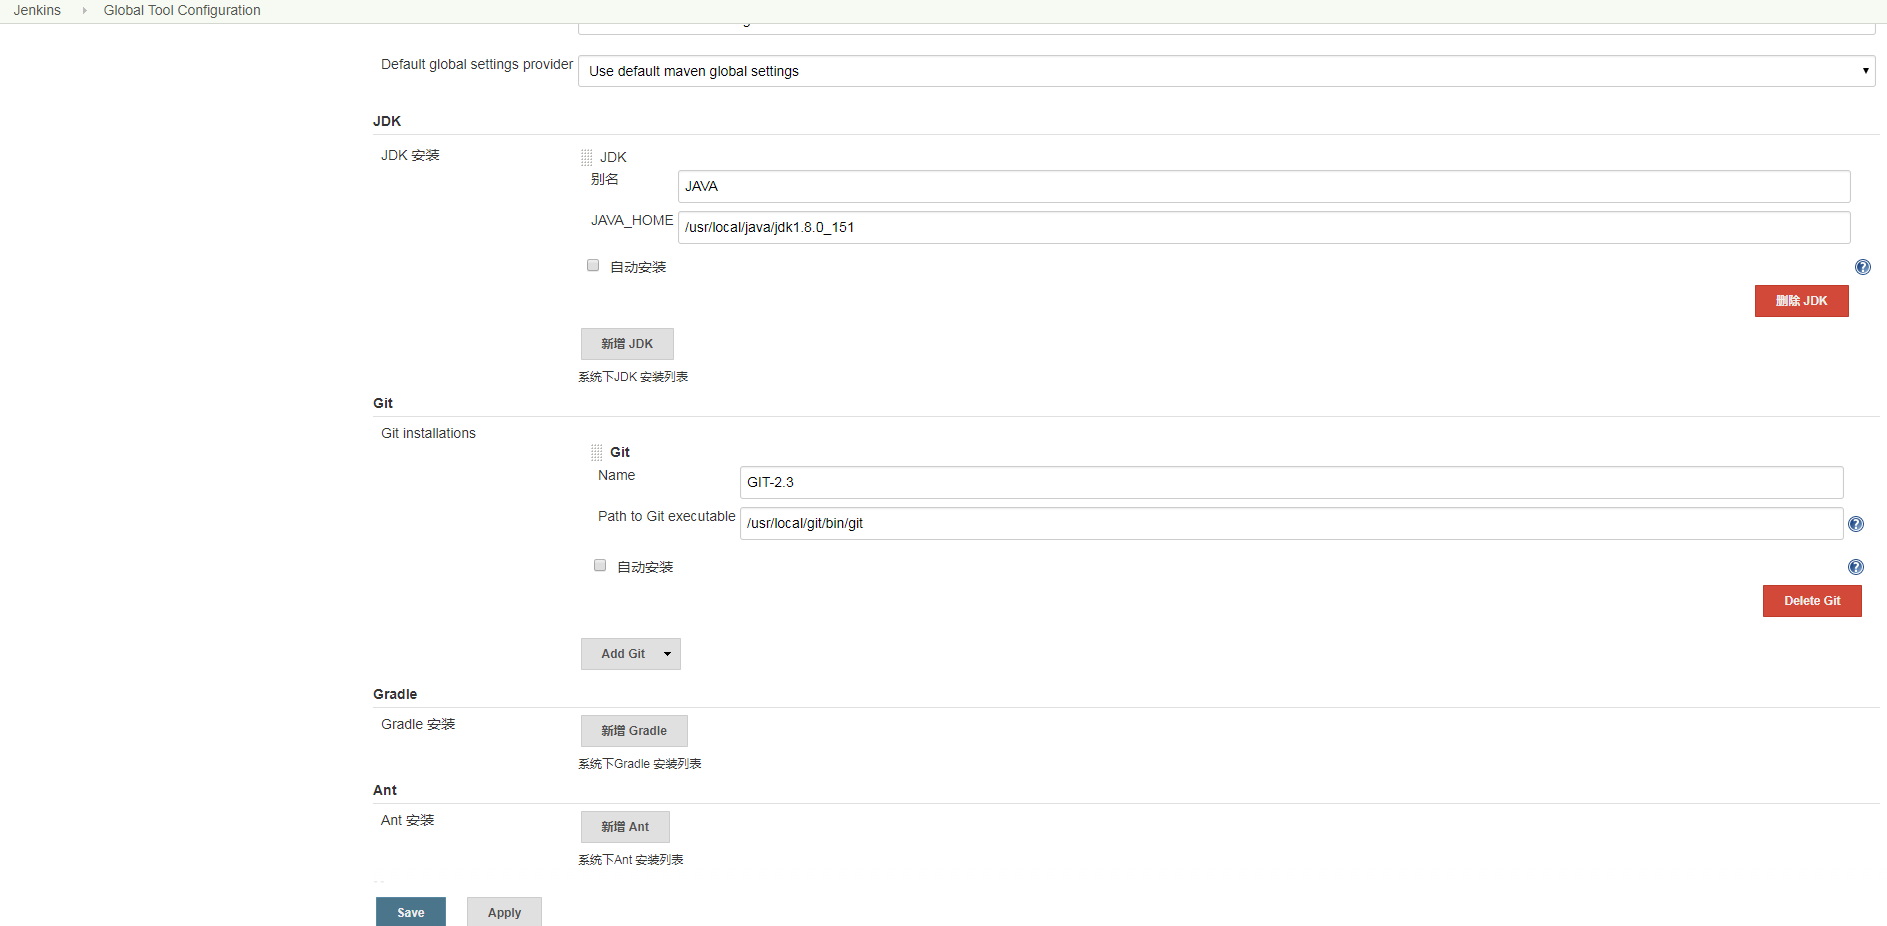 Jenkins Global Tool Configuration
Default global settings provider Use default maven global settings
JDK
JDK 安装 JDK
别名 JAVA
JAVA_HOME /usr/local/java/jdk1.8.0_151
自动安装
删除 JDK
新增 JDK
系统下JDK 安装列表
Git
Git installations
Git
Name GIT-2.3
Path to Git executable /usr/local/git/bin/git
自动安装
Delete Git
Add Git
Gradle
Gradle 安装 新增 Gradle
系统下Gradle 安装列表
Ant
Ant 安装 新增 Ant
系统下Ant 安装列表
Save Apply